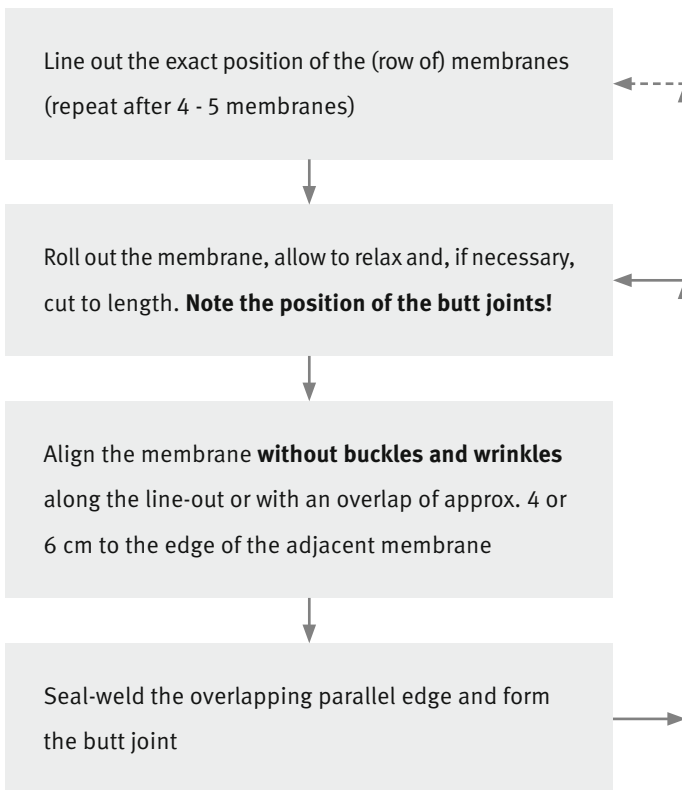 Line out the exact position of the (row of) membranes
(repeat after 4 - 5 membranes)
Roll out the membrane, allow to relax and, if necessary,
cut to length. Note the position of the butt joints!
Align the membrane without buckles and wrinkles
along the line-out or with an overlap of approx. 4 or
6 cm to the edge of the adjacent membrane
Seal-weld the overlapping parallel edge and form
the butt joint